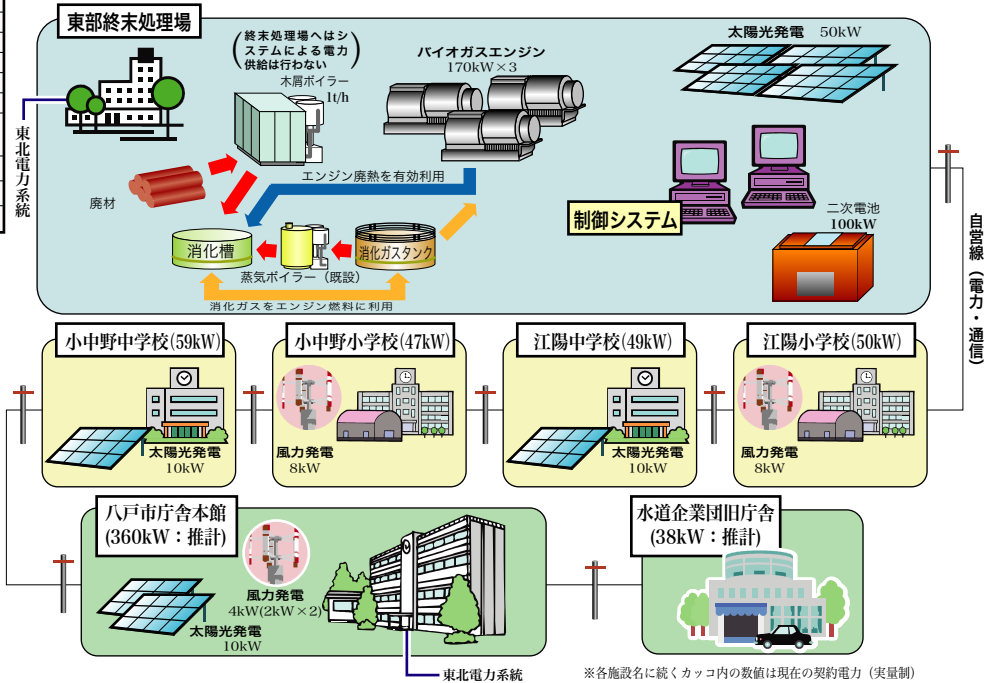 東部終末処理場
(終末処理場へはシ
ステムによる電力
供給は行わない)
木屑ボイラー
1t/h
バイオガスエンジン
170kW×3
太陽光発電 50kW
東北電力系統
廃材
エンジン廃熱を有効利用
制御システム
二次電池
100kW
消化槽
消化ガスタンク
蒸気ボイラー（既設）
消化ガスをエンジン燃料に利用
自営線（電力・通信）
小中野中学校(59kW)
太陽光発電
10kW
小中野小学校(47kW)
風力発電
8kW
江陽中学校(49kW)
太陽光発電
10kW
江陽小学校(50kW)
風力発電
8kW
八戸市庁舎本館
(360kW：推計)
風力発電
4kW(2kW×2)
太陽光発電
10kW
東北電力系統
水道企業団旧庁舎
(38kW：推計)
※各施設名に続くカッコ内の数値は現在の契約電力（実量制）